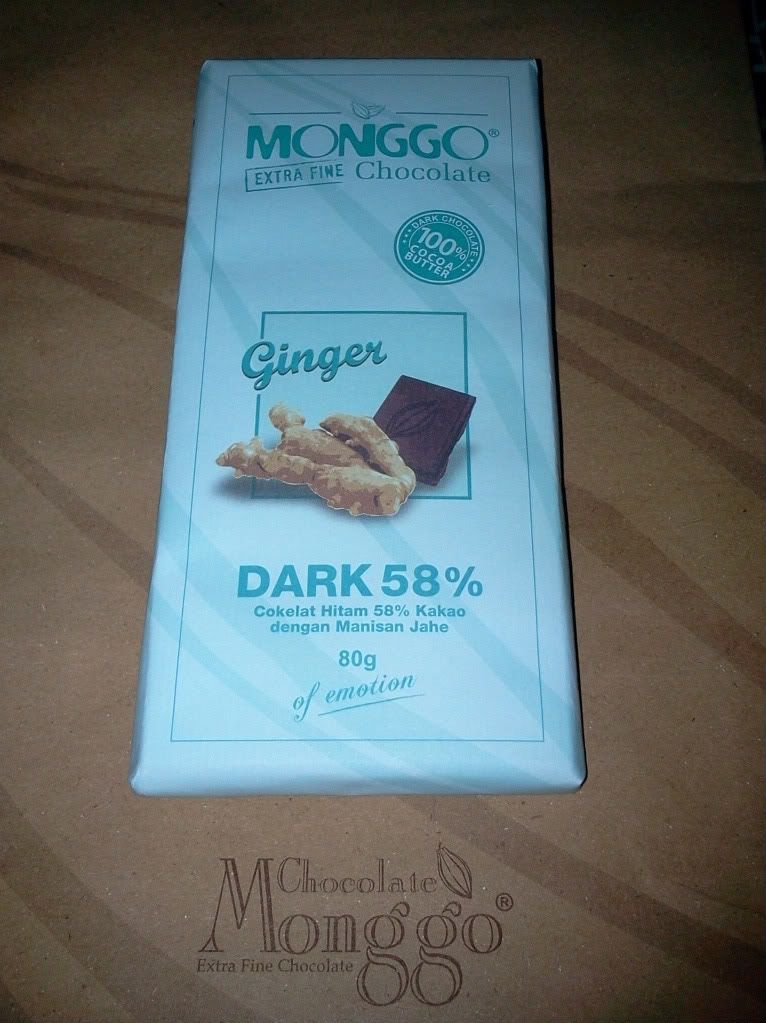 MONGGO®
EXTRA FINE Chocolate
DARK CHOCOLATE
100%
COCOA
BUTTER
Ginger
DARK 58%
Cokelat Hitam 58% Kakao
dengan Manisan Jahe
80g
of emotion
Chocolate
Monggo®
Extra Fine Chocolate